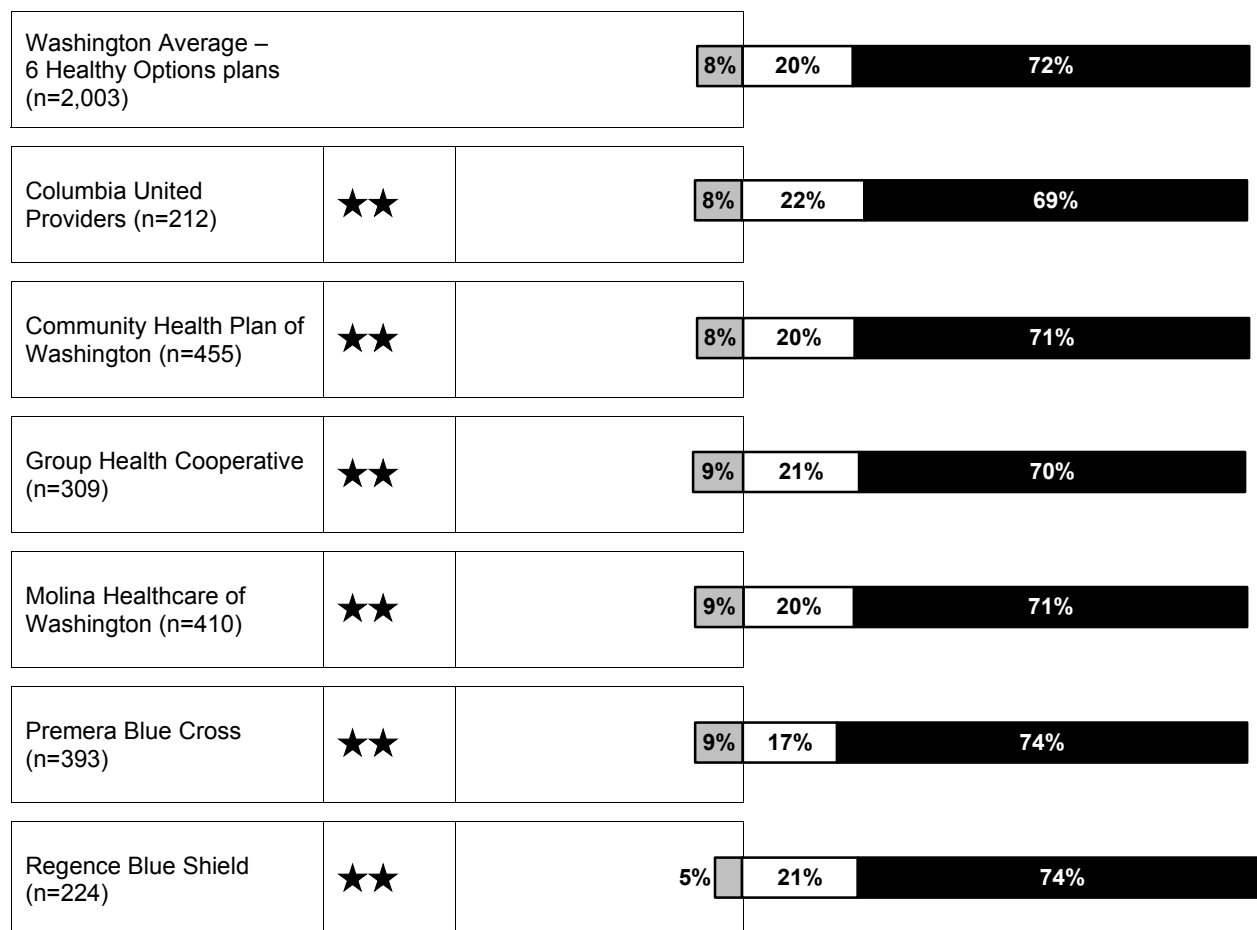 Washington Average –
6 Healthy Options plans
(n=2,003)
8% 20% 72%
Columbia United
Providers (n=212)
★★
8% 22% 69%
Community Health Plan of
Washington (n=455)
★★
8% 20% 71%
Group Health Cooperative
(n=309)
★★
9% 21% 70%
Molina Healthcare of
Washington (n=410)
★★
9% 20% 71%
Premera Blue Cross
(n=393)
★★
9% 17% 74%
Regence Blue Shield
(n=224)
★★
5% 21% 74%